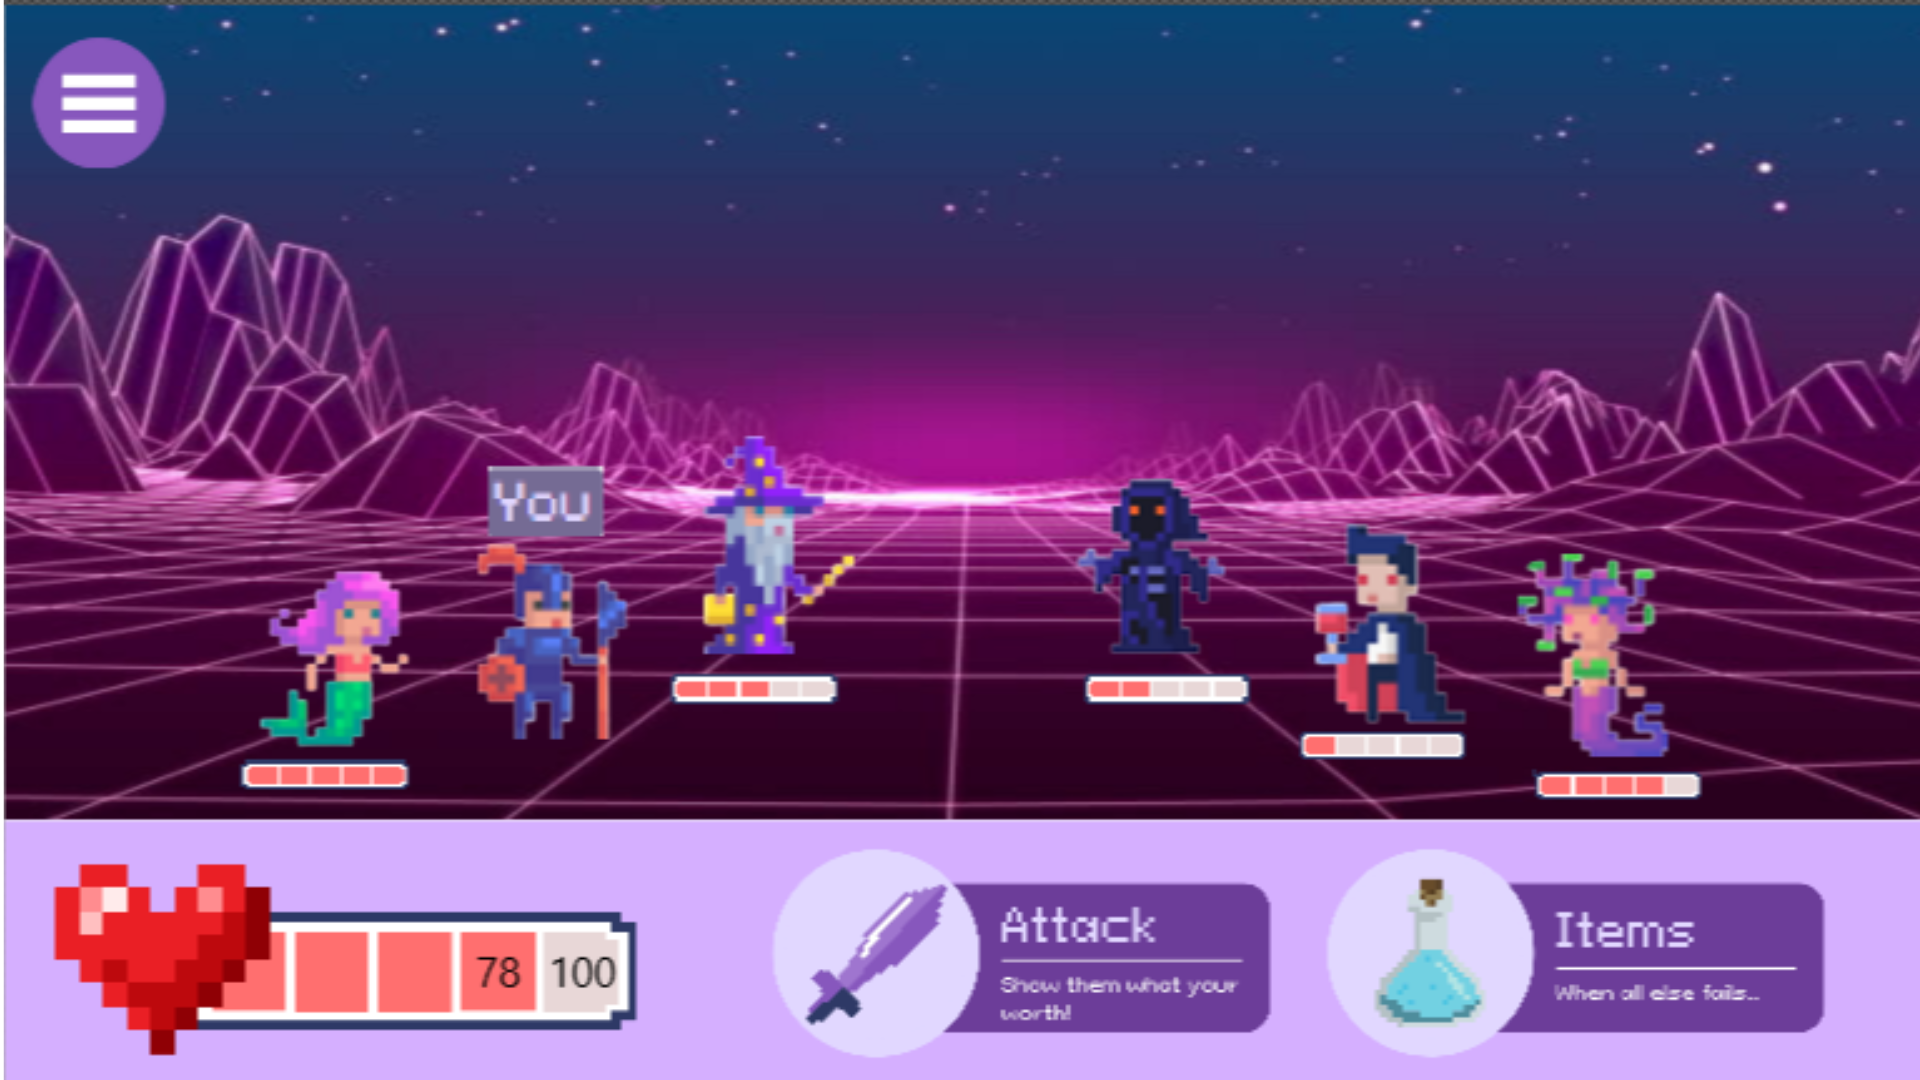 You
78 100
Attack
Show them what your
worth!
Items
When all else fails...